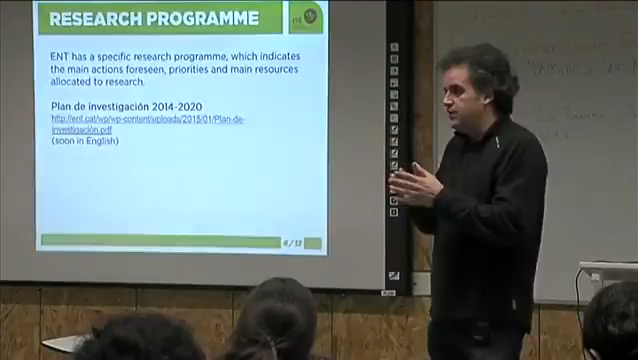 RESEARCH PROGRAMME
nt
ENT has a specific research programme, which indicates
the main actions foreseen, priorities and main resources
allocated to research.
Plan de investigación 2014-2020
http://ent.cat/wp/wp-content/uploads/2015/01/Plan-de-
investigación.pdf
(soon in English)